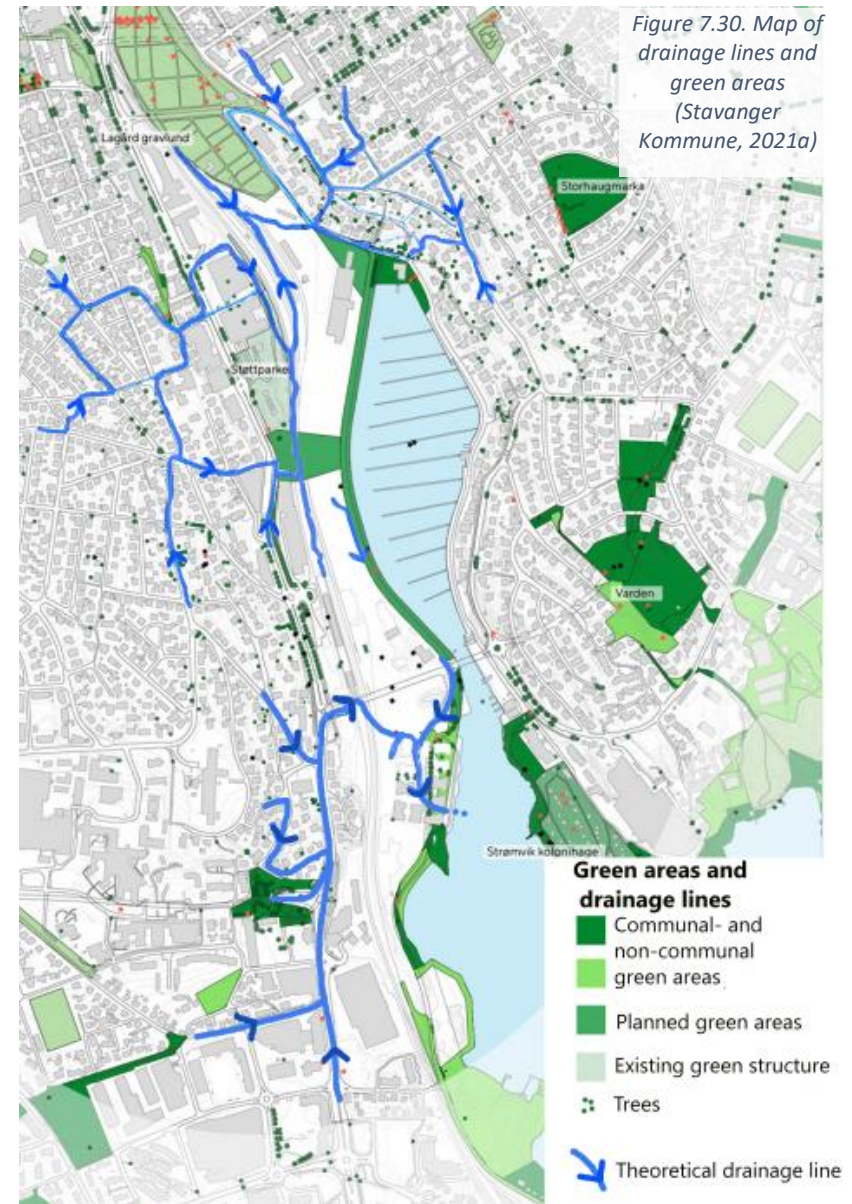 Figure 7.30. Map of
drainage lines and
green areas
(Stavanger
Kommune, 2021a)
Lagård gravlund
Storhaugmarka
Støttparke
Varden
Strømvik kolonihage
Green areas and
drainage lines
Communal- and
non-communal
green areas
Planned green areas
Existing green structure
Trees
Theoretical drainage line